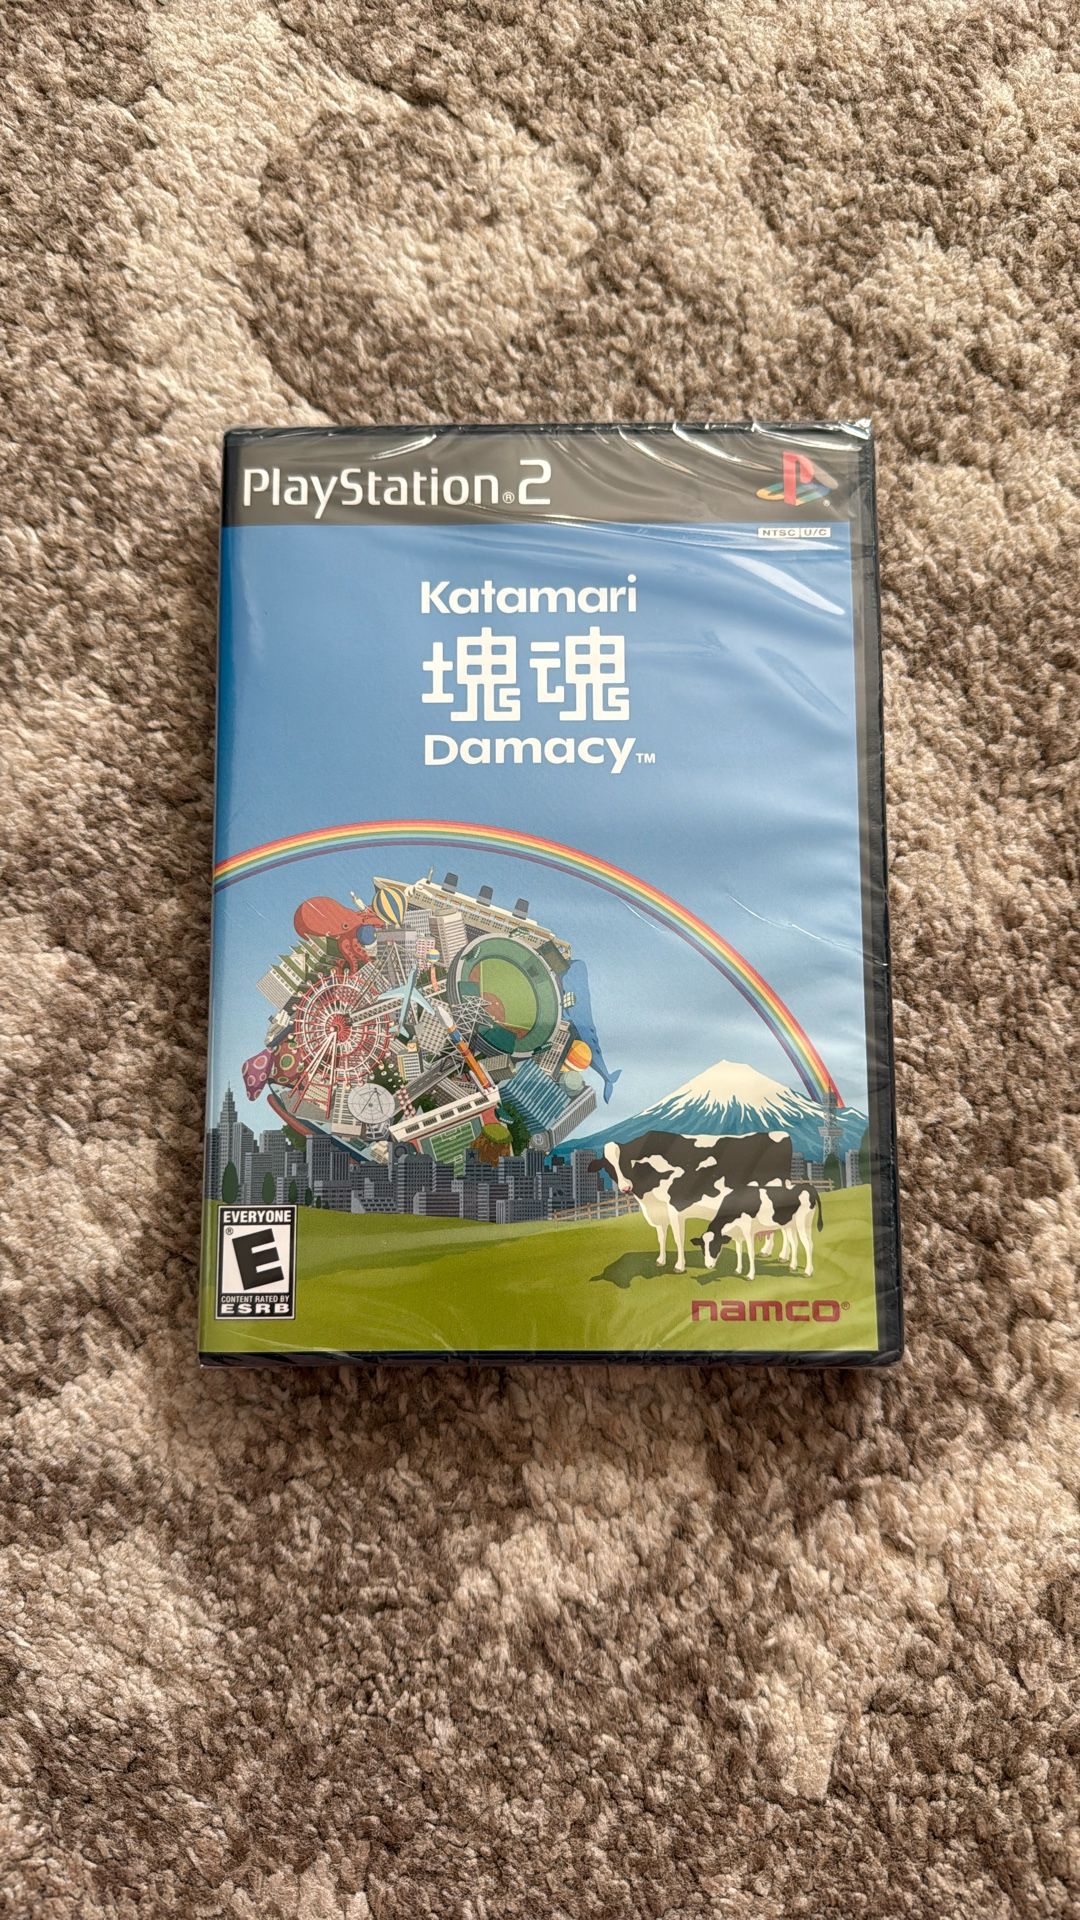 PlayStation®2
NTSC U/C
Katamari
塊魂
Damacy™
EVERYONE
®
E
CONTENT RATED BY
ESRB
namco®